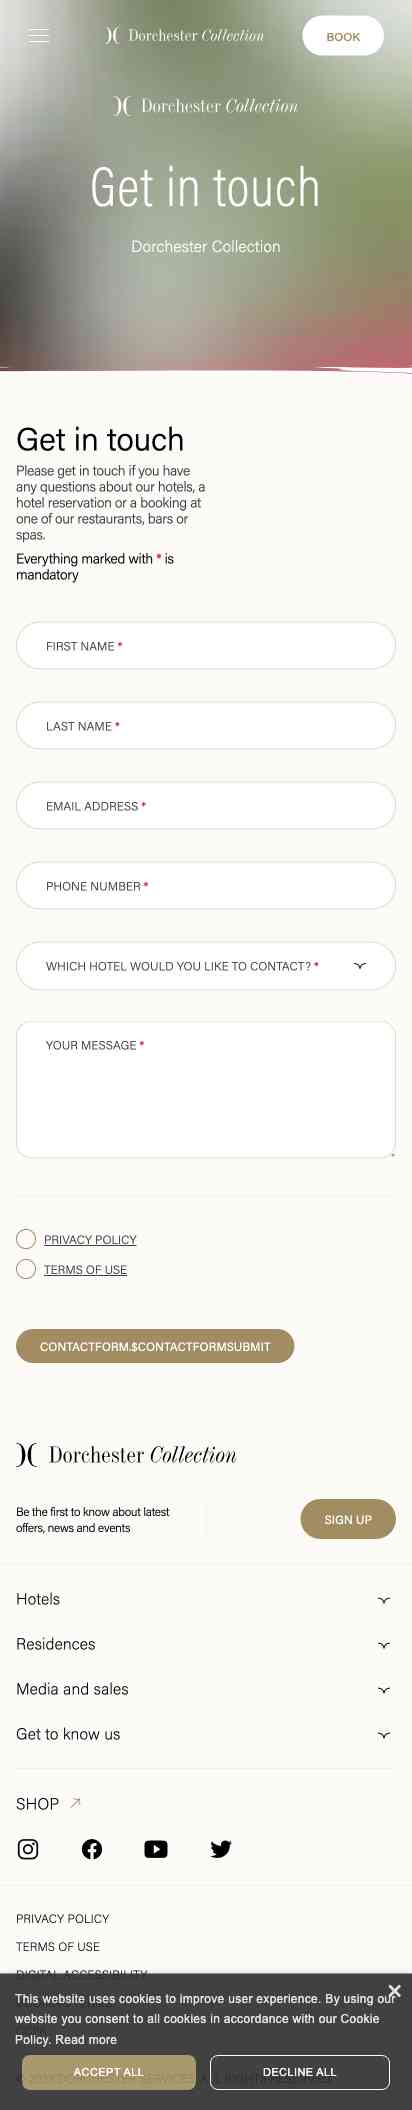 Dorchester Collection
BOOK
Dorchester Collection
Get in touch
Dorchester Collection
Get in touch
Please get in touch if you have
any questions about our hotels, a
hotel reservation or a booking at
one of our restaurants, bars or
spas.
Everything marked with * is
mandatory
FIRST NAME *
LAST NAME *
EMAIL ADDRESS *
PHONE NUMBER *
WHICH HOTEL WOULD YOU LIKE TO CONTACT? *
YOUR MESSAGE *
PRIVACY POLICY
TERMS OF USE
CONTACTFORM.$CONTACTFORMSUBMIT
Dorchester Collection
Be the first to know about latest
offers, news and events
SIGN UP
Hotels
Residences
Media and sales
Get to know us
SHOP
PRIVACY POLICY
TERMS OF USE
DIGITAL ACCESSIBILITY
This website uses cookies to improve user experience. By using our
website you consent to all cookies in accordance with our Cookie
Policy. Read more
ACCEPT ALL
DECLINE ALL